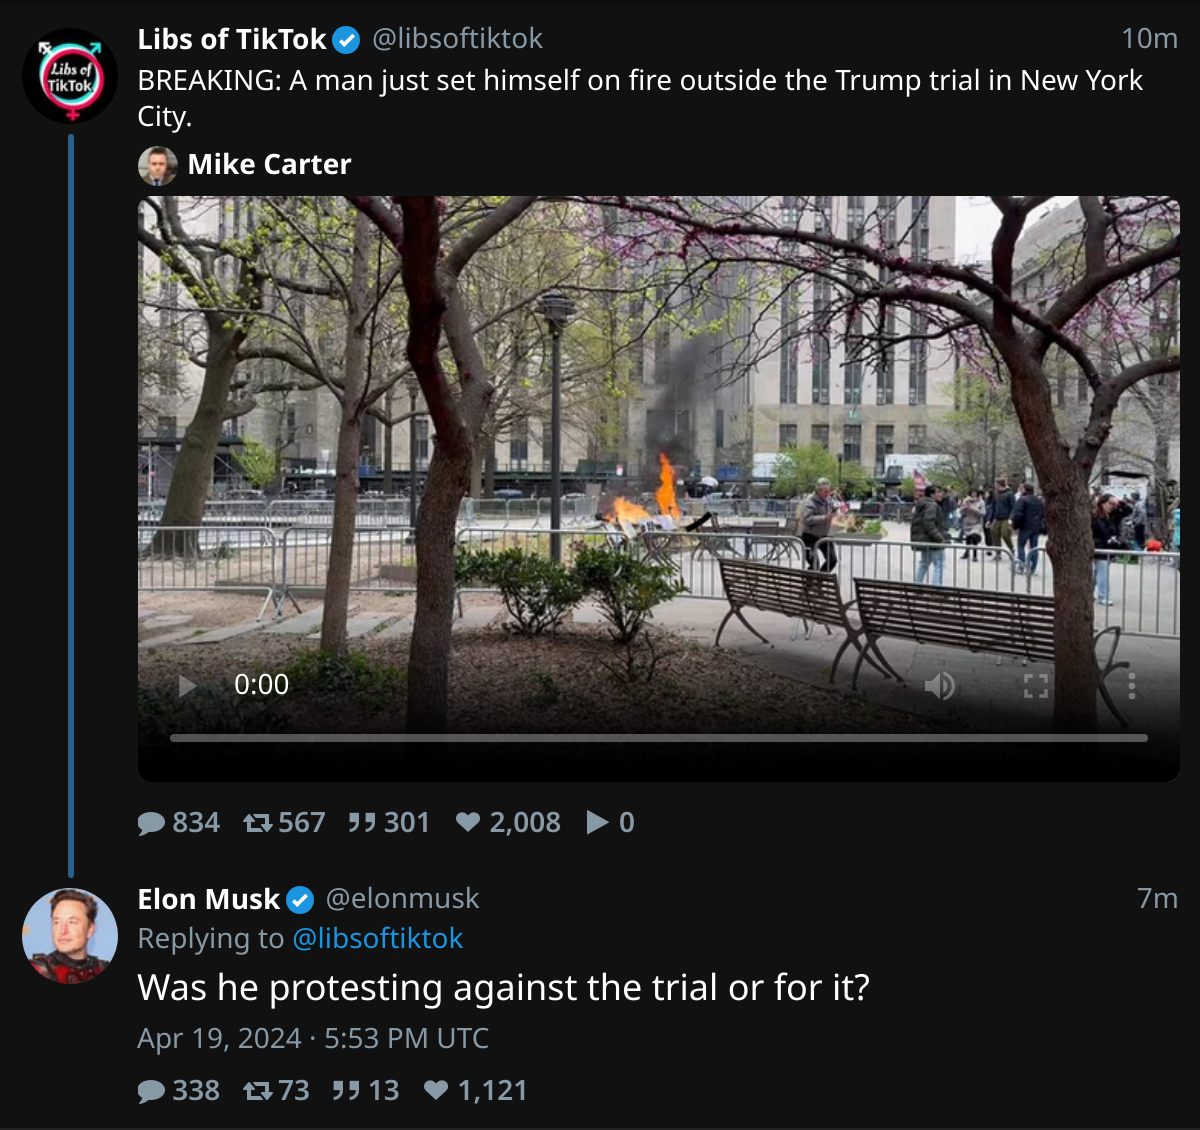 Libs of TikTok @libsoftiktok 10m
BREAKING: A man just set himself on fire outside the Trump trial in New York
City.
Libs of
TikTok
Mike Carter
0:00
834 567 301 2,008 0
Elon Musk @elonmusk 7m
Replying to @libsoftiktok
Was he protesting against the trial or for it?
Apr 19, 2024 · 5:53 PM UTC
338 73 13 1,121